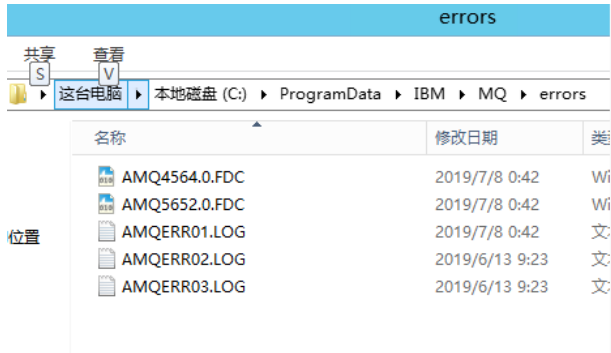 errors
共享 查看
S V
这台电脑 本地磁盘 (C:) ProgramData IBM MQ errors
名称 修改日期
AMQ4564.0.FDC 2019/7/8 0:42 Wi
AMQ5652.0.FDC 2019/7/8 0:42 Wi
位置 AMQERR01.LOG 2019/7/8 0:42 文
AMQERR02.LOG 2019/6/13 9:23 文
AMQERR03.LOG 2019/6/13 9:23 文